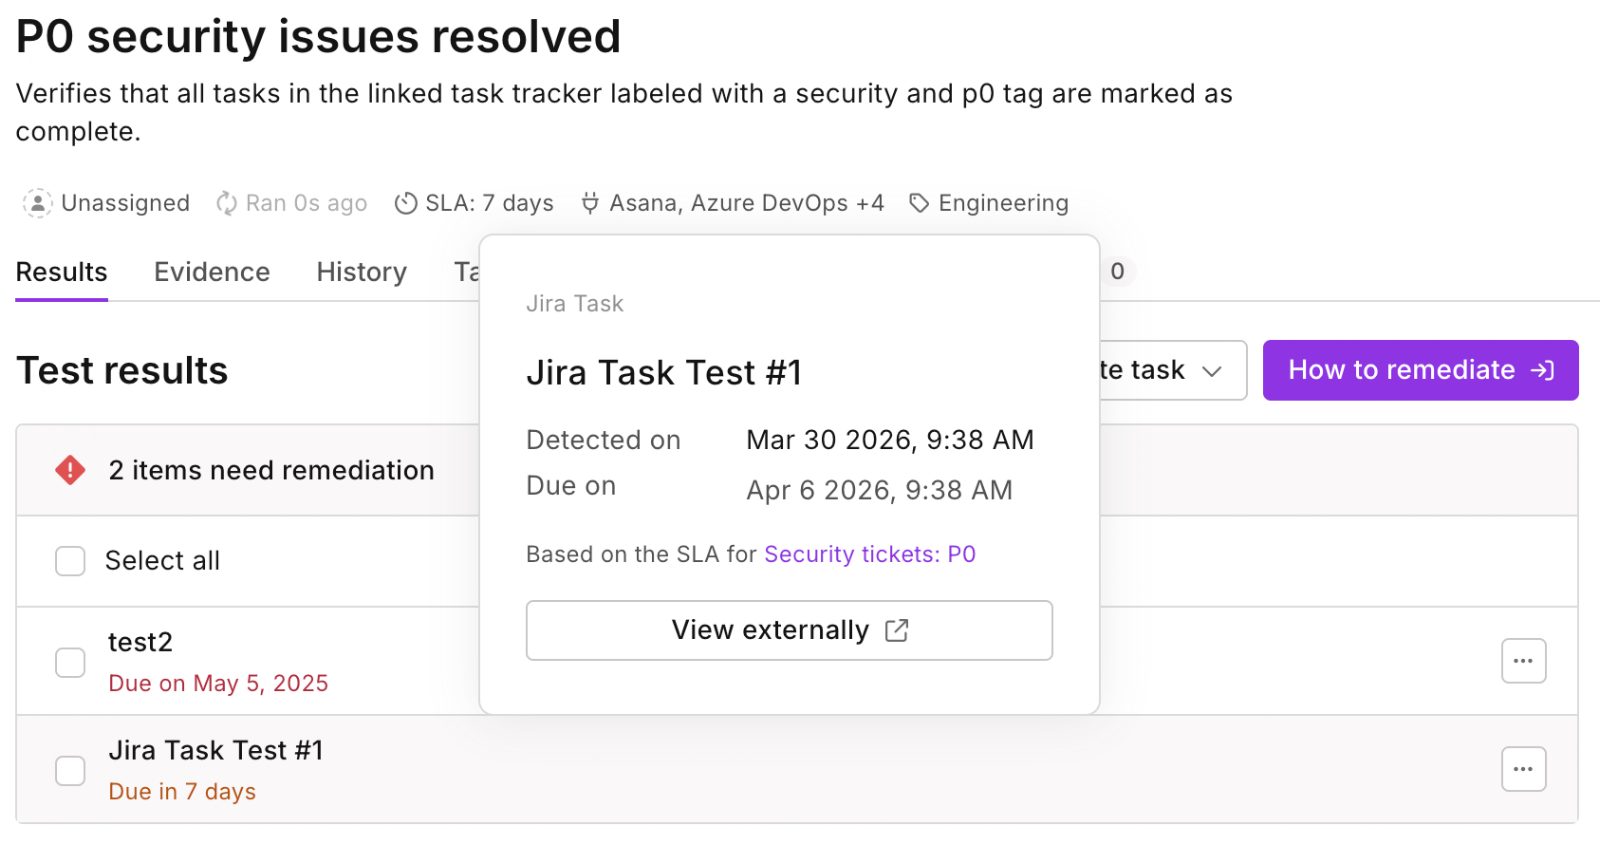 P0 security issues resolved
Verifies that all tasks in the linked task tracker labeled with a security and p0 tag are marked as
complete.
Unassigned Ran 0s ago SLA: 7 days Asana, Azure DevOps +4 Engineering
Results Evidence History 0
Test results
task How to remediate
2 items need remediation
Select all
test2
Due on May 5, 2025
Jira Task Test #1
Due in 7 days
Jira Task
Jira Task Test #1
Detected on Mar 30 2026, 9:38 AM
Due on Apr 6 2026, 9:38 AM
Based on the SLA for Security tickets: P0
View externally